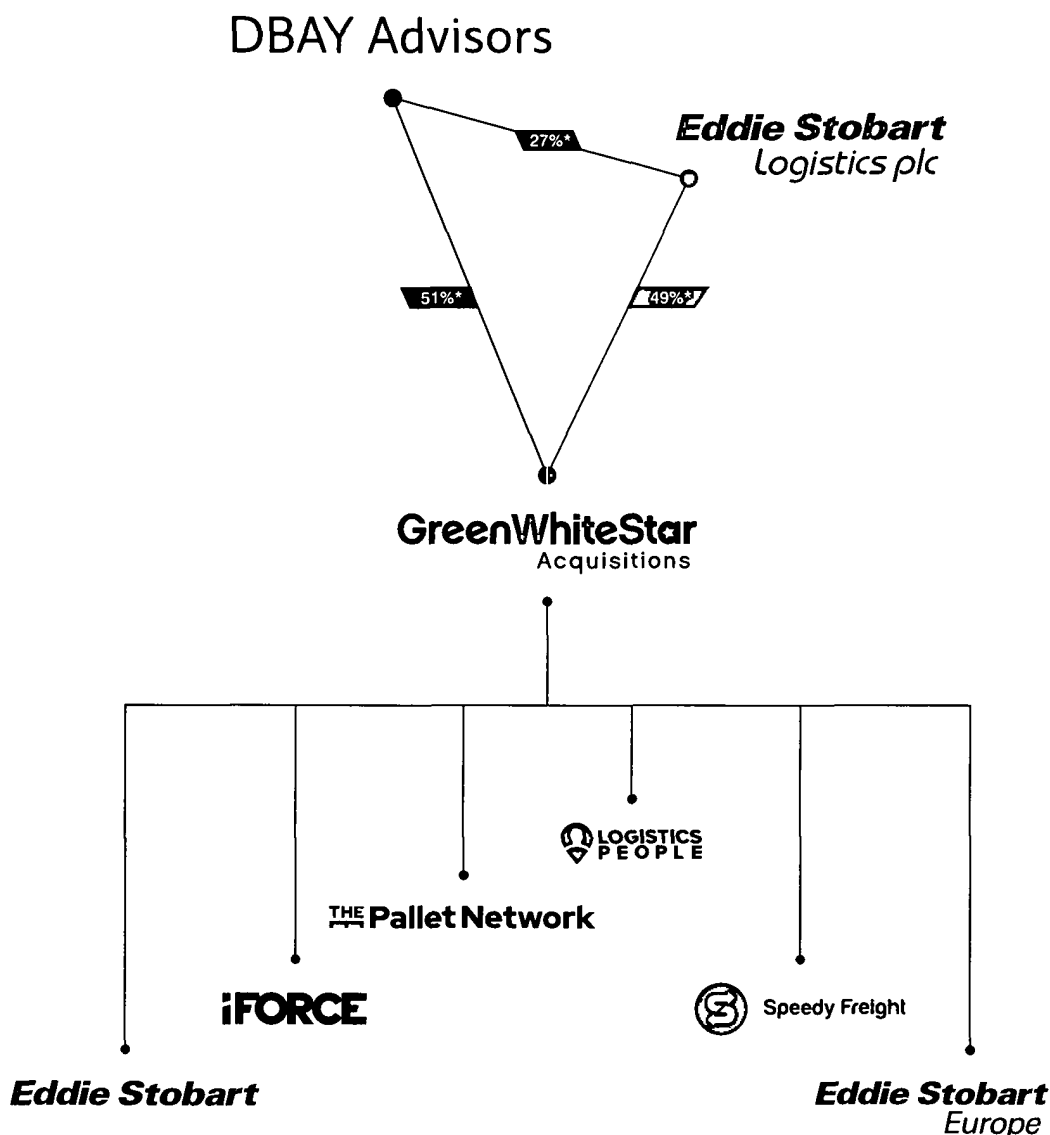 DBAY Advisors
27%*
Eddie Stobart
Logistics plc
51%*
49%*
GreenWhiteStar
Acquisitions
LOGISTICS
PEOPLE
THE Pallet Network
iFORCE
Speedy Freight
Eddie Stobart
Eddie Stobart
Europe